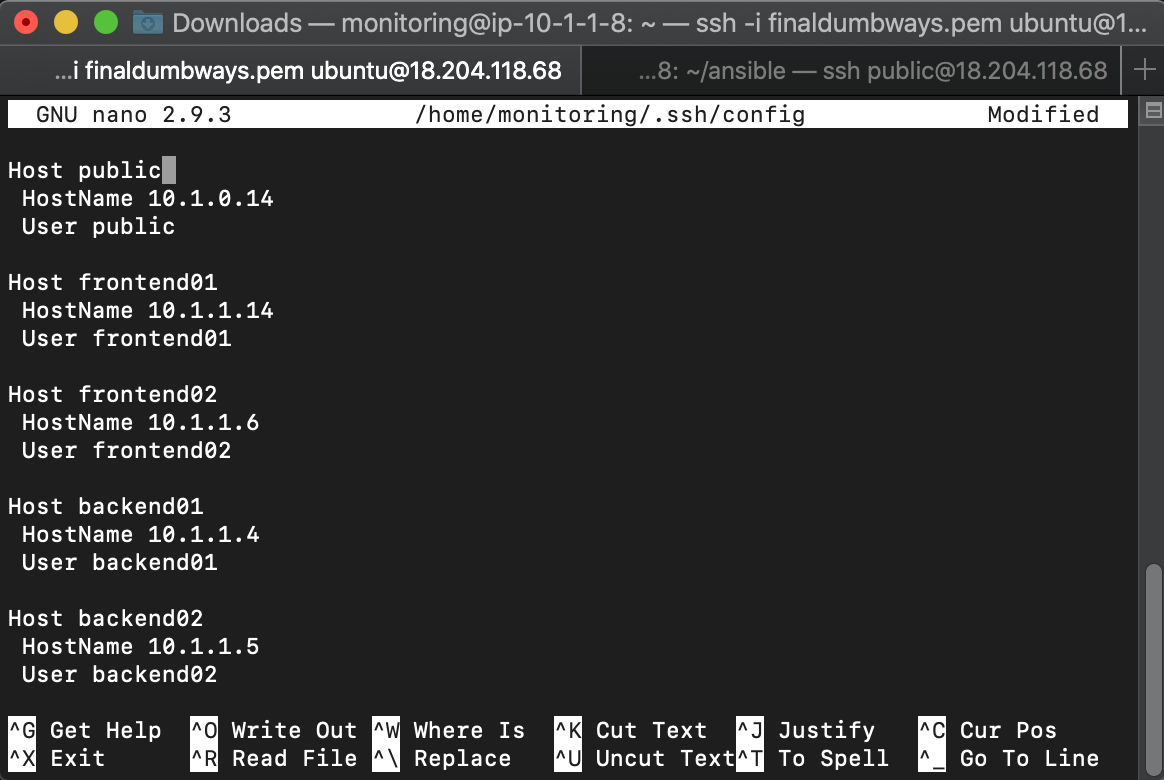 Downloads — monitoring@ip-10-1-1-8: ~ — ssh -i finaldumbways.pem ubuntu@1...
...i finaldumbways.pem ubuntu@18.204.118.68
...8: ~/ansible — ssh public@18.204.118.68
GNU nano 2.9.3 /home/monitoring/.ssh/config Modified
Host public
HostName 10.1.0.14
User public
Host frontend01
HostName 10.1.1.14
User frontend01
Host frontend02
HostName 10.1.1.6
User frontend02
Host backend01
HostName 10.1.1.4
User backend01
Host backend02
HostName 10.1.1.5
User backend02
^G Get Help ^O Write Out ^W Where Is ^K Cut Text ^J Justify ^C Cur Pos
^X Exit ^R Read File ^\ Replace ^U Uncut Text^T To Spell ^_ Go To Line